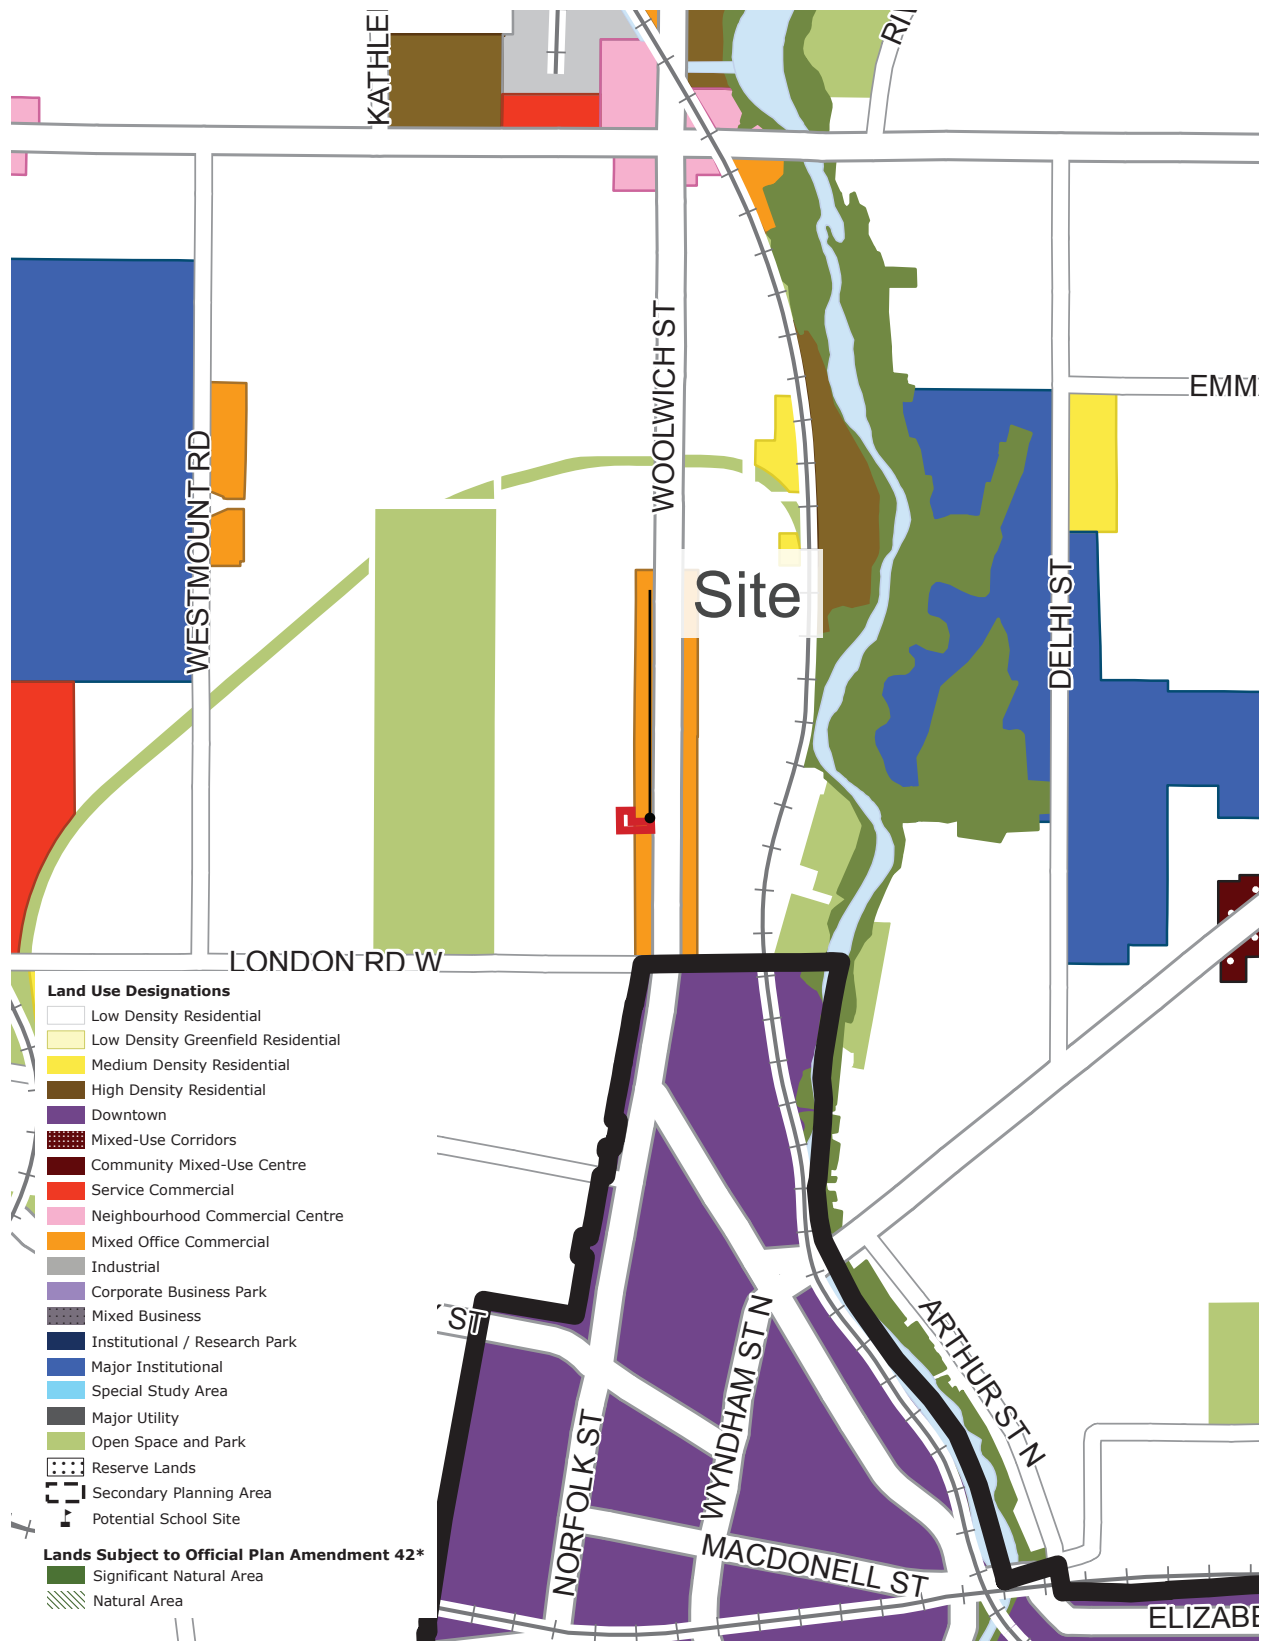 KATHLE
RI
WOOLWICH ST
EMM
WESTMOUNT RD
Site
DELHI ST
LONDON RD W
Land Use Designations
Low Density Residential
Low Density Greenfield Residential
Medium Density Residential
High Density Residential
Downtown
Mixed-Use Corridors
Community Mixed-Use Centre
Service Commercial
Neighbourhood Commercial Centre
Mixed Office Commercial
Industrial
Corporate Business Park
Mixed Business
Institutional / Research Park
Major Institutional
Special Study Area
Major Utility
Open Space and Park
Reserve Lands
Secondary Planning Area
Potential School Site
Lands Subject to Official Plan Amendment 42*
Significant Natural Area
Natural Area
ST
WYNDHAM ST N
ARTHUR ST N
NORFOLK ST
MACDONELL ST
ELIZABE